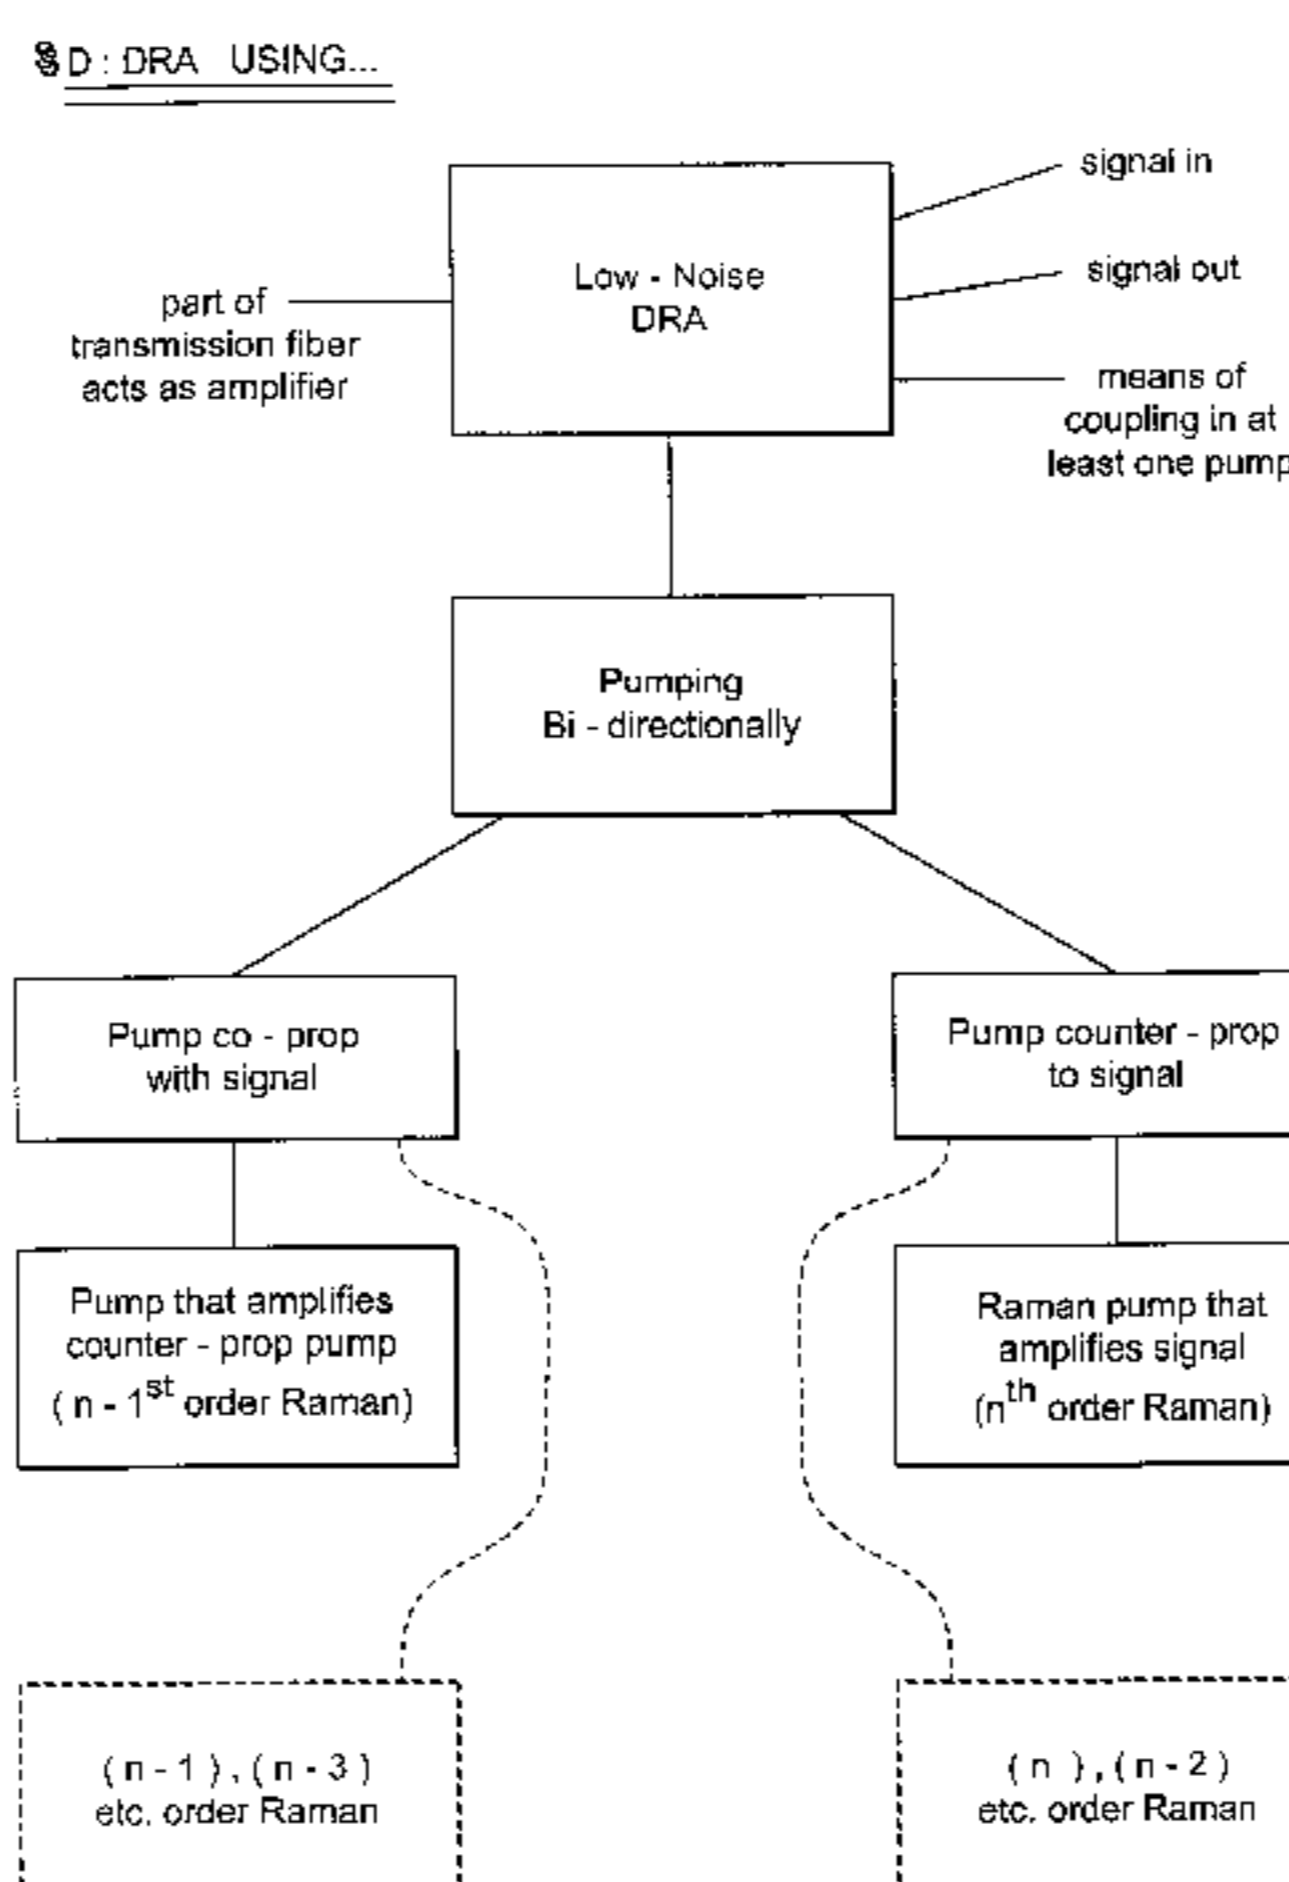 § D : DRA USING...
signal in
Low - Noise
DRA
signal out
part of
transmission fiber
acts as amplifier
means of
coupling in at
least one pump
Pumping
Bi - directionally
Pump co - prop
with signal
Pump counter - prop
to signal
Pump that amplifies
counter - prop pump
( n - 1st order Raman)
Raman pump that
amplifies signal
(nth order Raman)
( n - 1 ) , ( n - 3 )
etc. order Raman
( n ) , ( n - 2 )
etc. order Raman